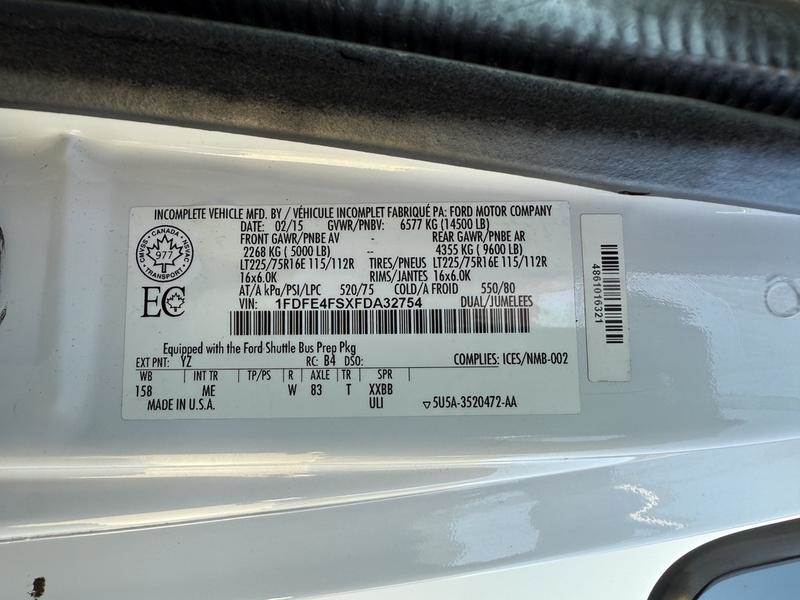 INCOMPLETE VEHICLE MFD. BY / VÉHICULE INCOMPLET FABRIQUÉ PA: FORD MOTOR COMPANY
DATE: 02/15 GVWR/PNBV: 6577 KG (14500 LB)
FRONT GAWR/PNBE AV -- REAR GAWR/PNBE AR
2268 KG ( 5000 LB) -- 4355 KG ( 9600 LB)
LT225/75R16E 115/112R TIRES/PNEUS LT225/75R16E 115/112R
16x6.0K RIMS/JANTES 16x6.0K
AT/A kPa/PSI/LPC 520/75 COLD/A FROID 550/80
VIN: 1FDFE4FSXFDA32754 DUAL/JUMELEES
CANADA
CMVSS
NSVAC
977
TRANSPORT
EC
Equipped with the Ford Shuttle Bus Prep Pkg
EXT PNT: YZ RC: B4 DSO: COMPLIES: ICES/NMB-002
WB | INT TR | TP/PS | R | AXLE | TR | SPR
158 ME W 83 T XXBB
MADE IN U.S.A. ULI ▽5U5A-3520472-AA
4861016321